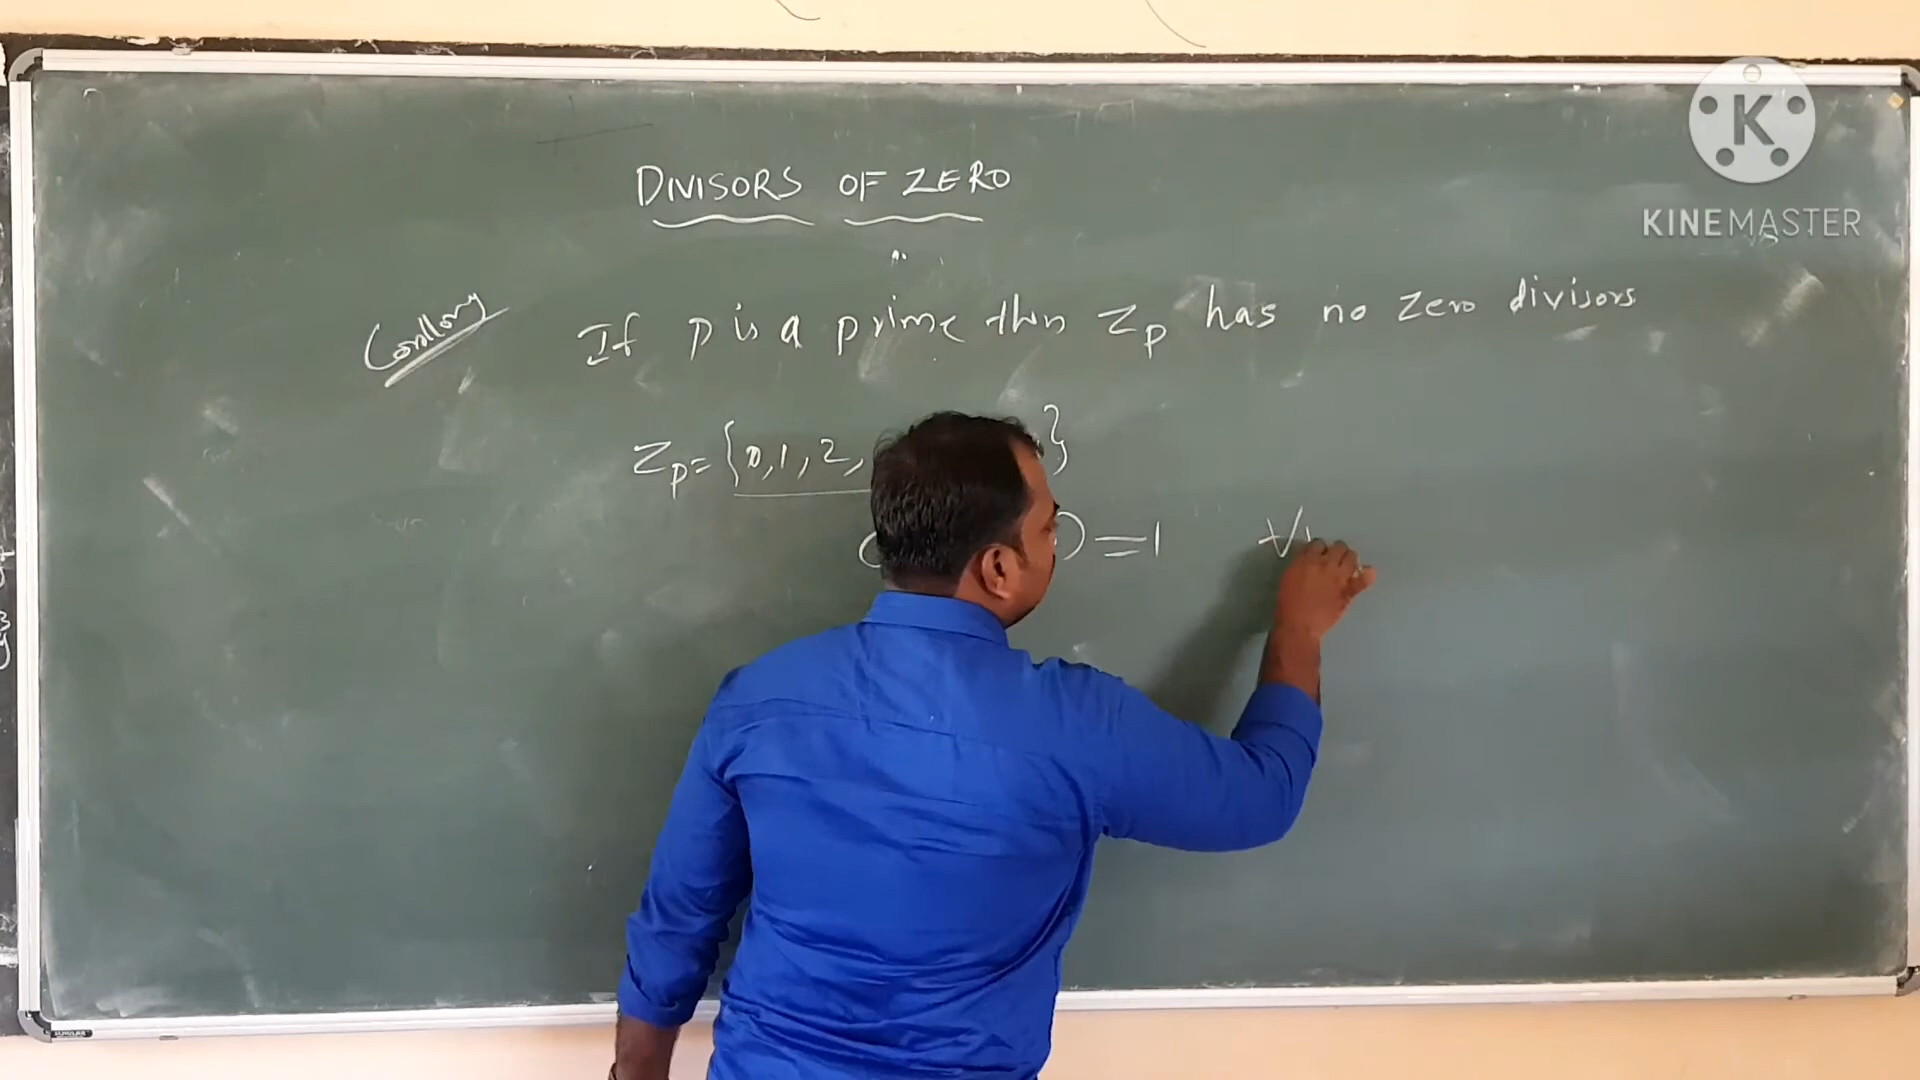 DIVISORS OF ZERO
Corollary If p is a prime then Zp has no zero divisors
Zp = {0, 1, 2, }
) = 1 ∀
K
KINEMASTER